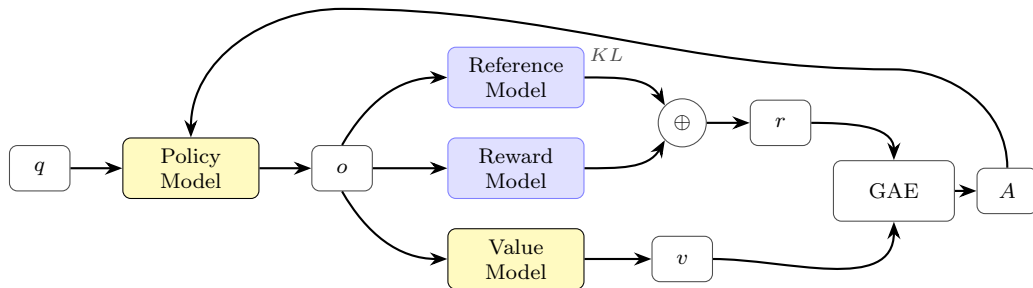 q
Policy
Model
o
Reference
Model
KL
Reward
Model
Value
Model
⊕
r
v
GAE
A